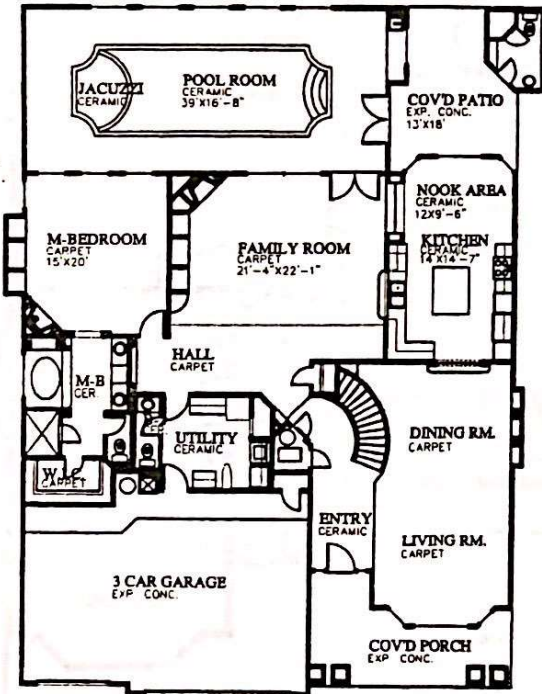 JACUZZI
CERAMIC
POOL ROOM
CERAMIC
39'X16'-8"
COV'D PATIO
EXP. CONC.
13'X18'
NOOK AREA
CERAMIC
12X9'-6"
KITCHEN
CERAMIC
14'X14'-7"
M-BEDROOM
CARPET
15'X20'
FAMILY ROOM
CARPET
21'-4"X22'-1"
HALL
CARPET
M-B
CER.
UTILITY
CERAMIC
DINING RM.
CARPET
CARPET
ENTRY
CERAMIC
LIVING RM.
CARPET
3 CAR GARAGE
EXP CONC.
COV'D PORCH
EXP CONC.